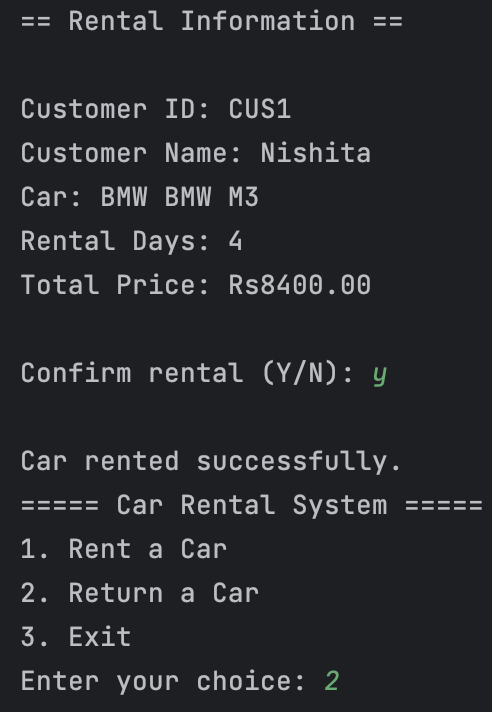 == Rental Information ==
Customer ID: CUS1
Customer Name: Nishita
Car: BMW BMW M3
Rental Days: 4
Total Price: Rs8400.00
Confirm rental (Y/N): y
Car rented successfully.
===== Car Rental System =====
1. Rent a Car
2. Return a Car
3. Exit
Enter your choice: 2